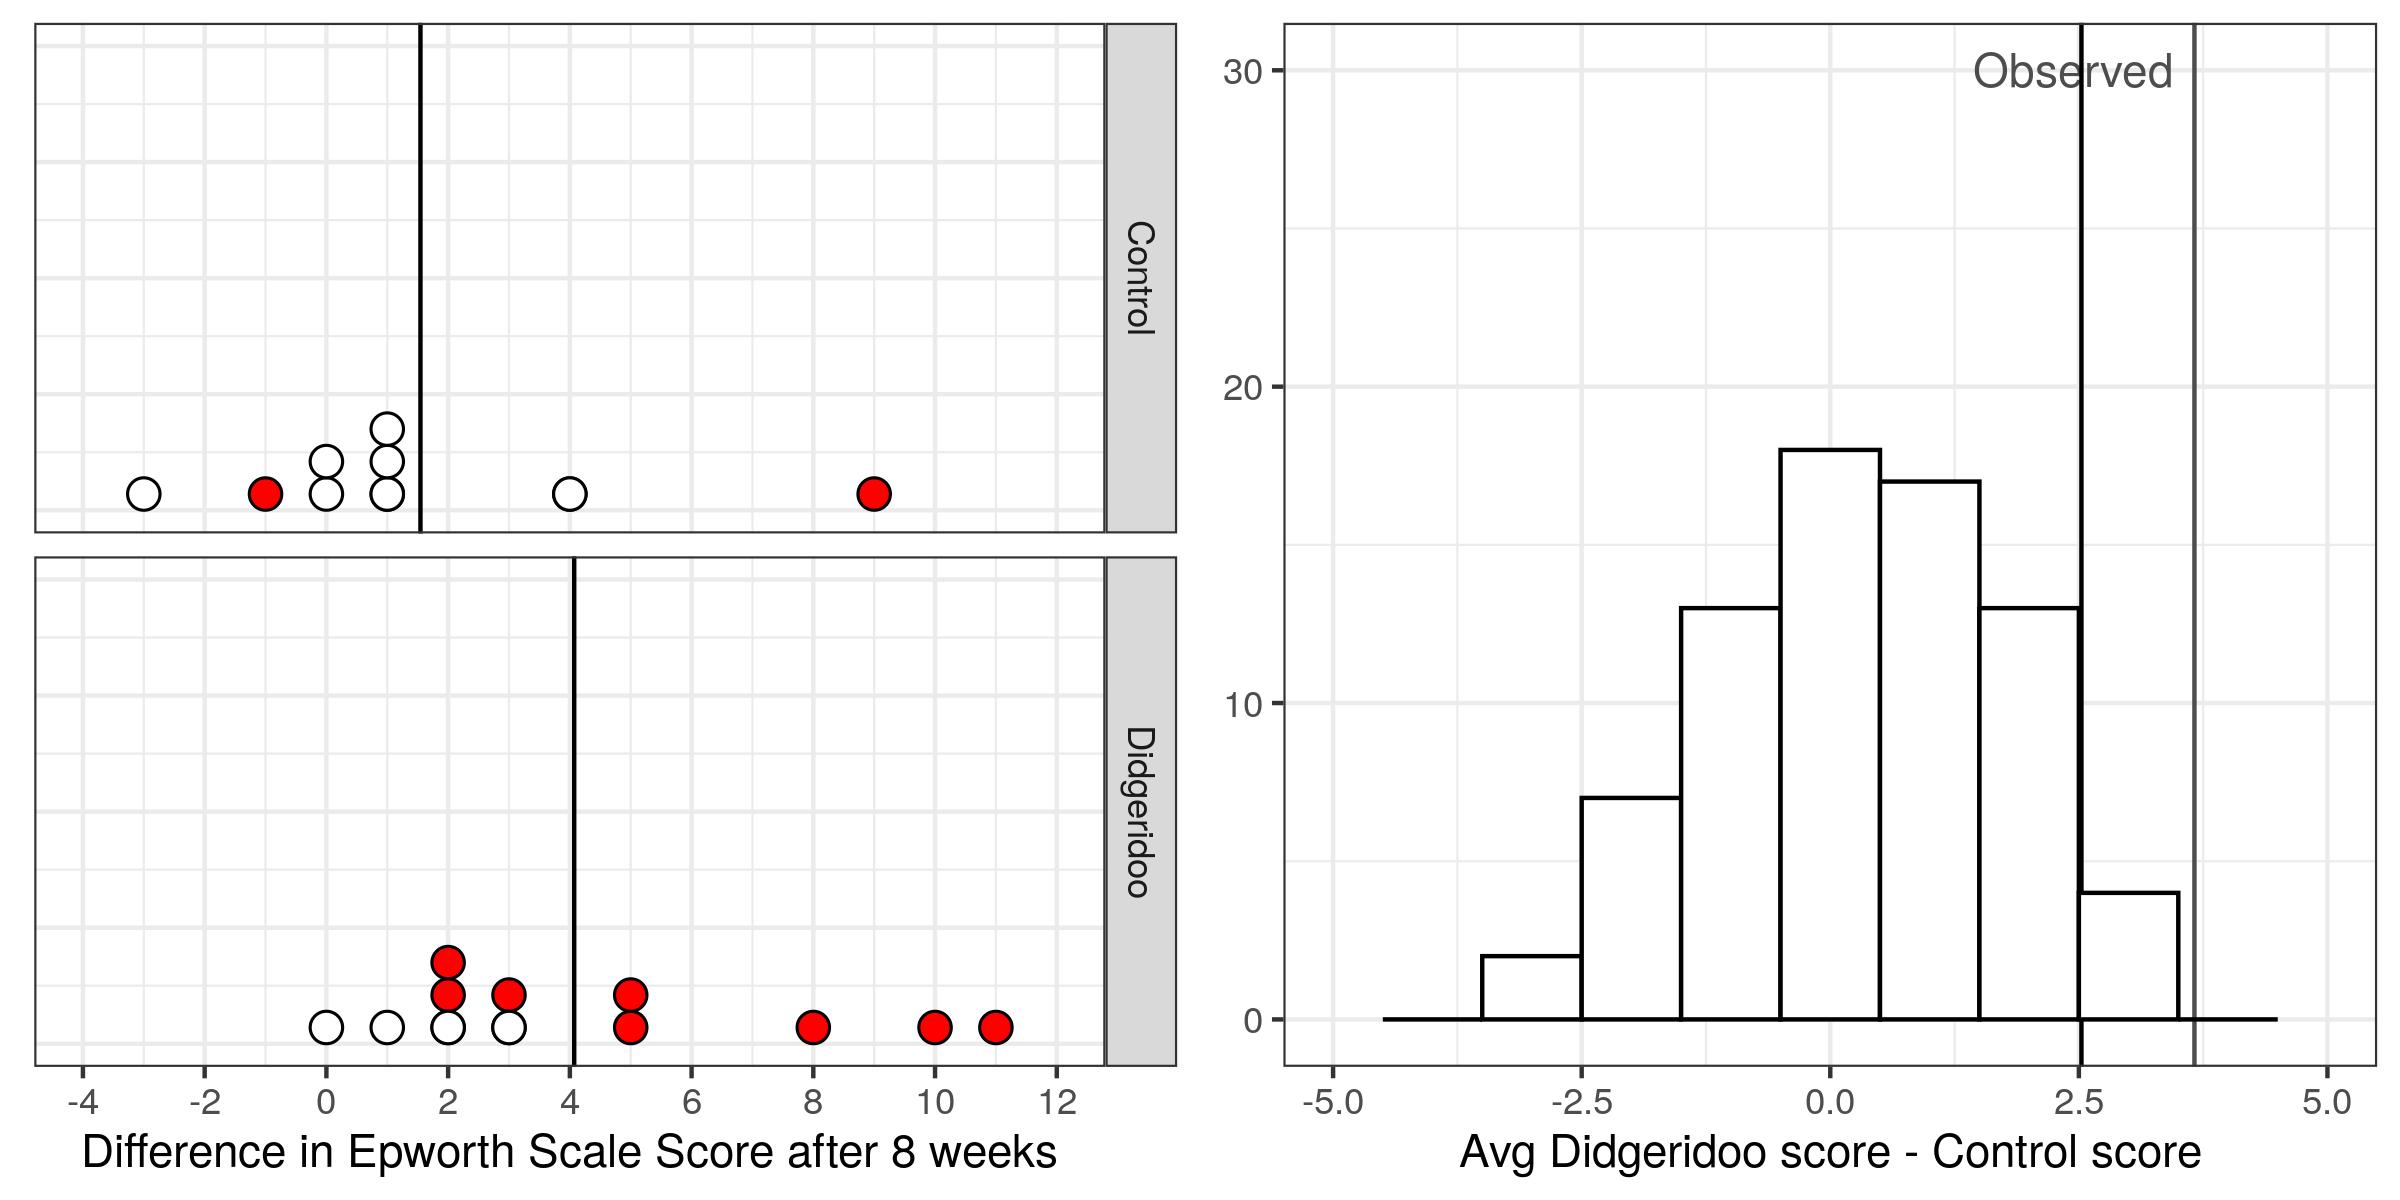 Control
Didgeridoo
-4 -2 0 2 4 6 8 10 12
Difference in Epworth Scale Score after 8 weeks
Observed
30
20
10
0
-5.0 -2.5 0.0 2.5 5.0
Avg Didgeridoo score - Control score